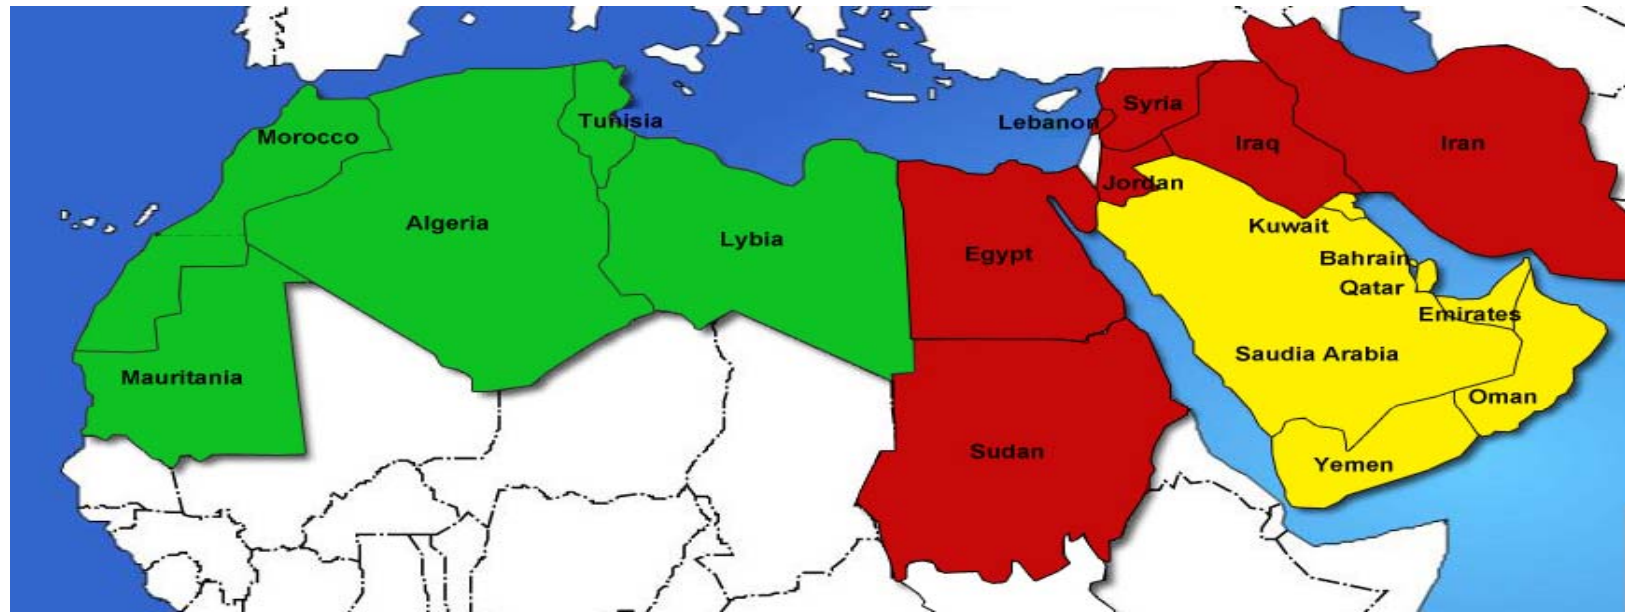 Morocco
Tunisia
Algeria
Lybia
Mauritania
Egypt
Sudan
Lebanon
Syria
Jordan
Iraq
Iran
Kuwait
Bahrain
Qatar
Emirates
Saudia Arabia
Oman
Yemen